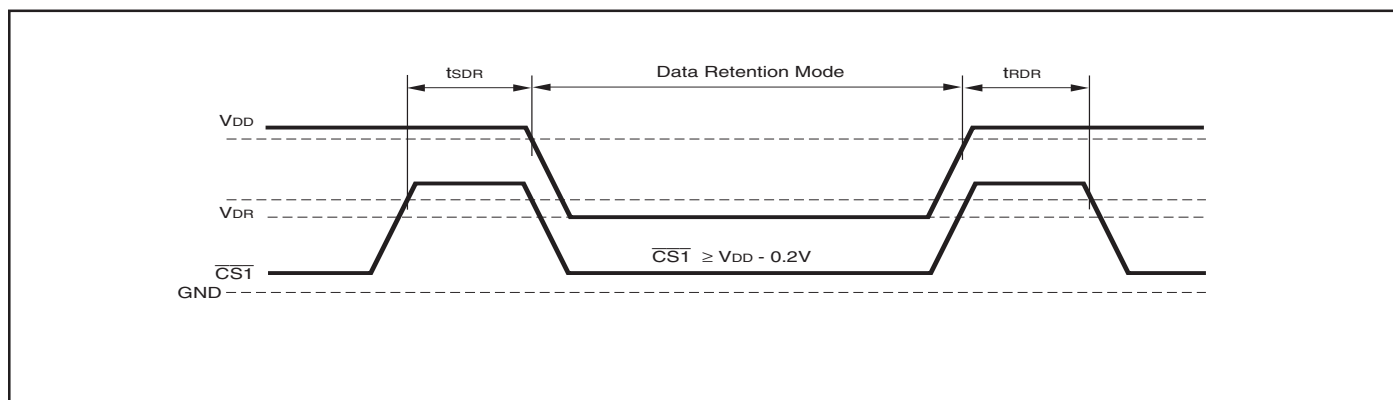 tSDR Data Retention Mode tRDR
VDD
VDR
CS1 ≥ VDD - 0.2V
CS1
GND